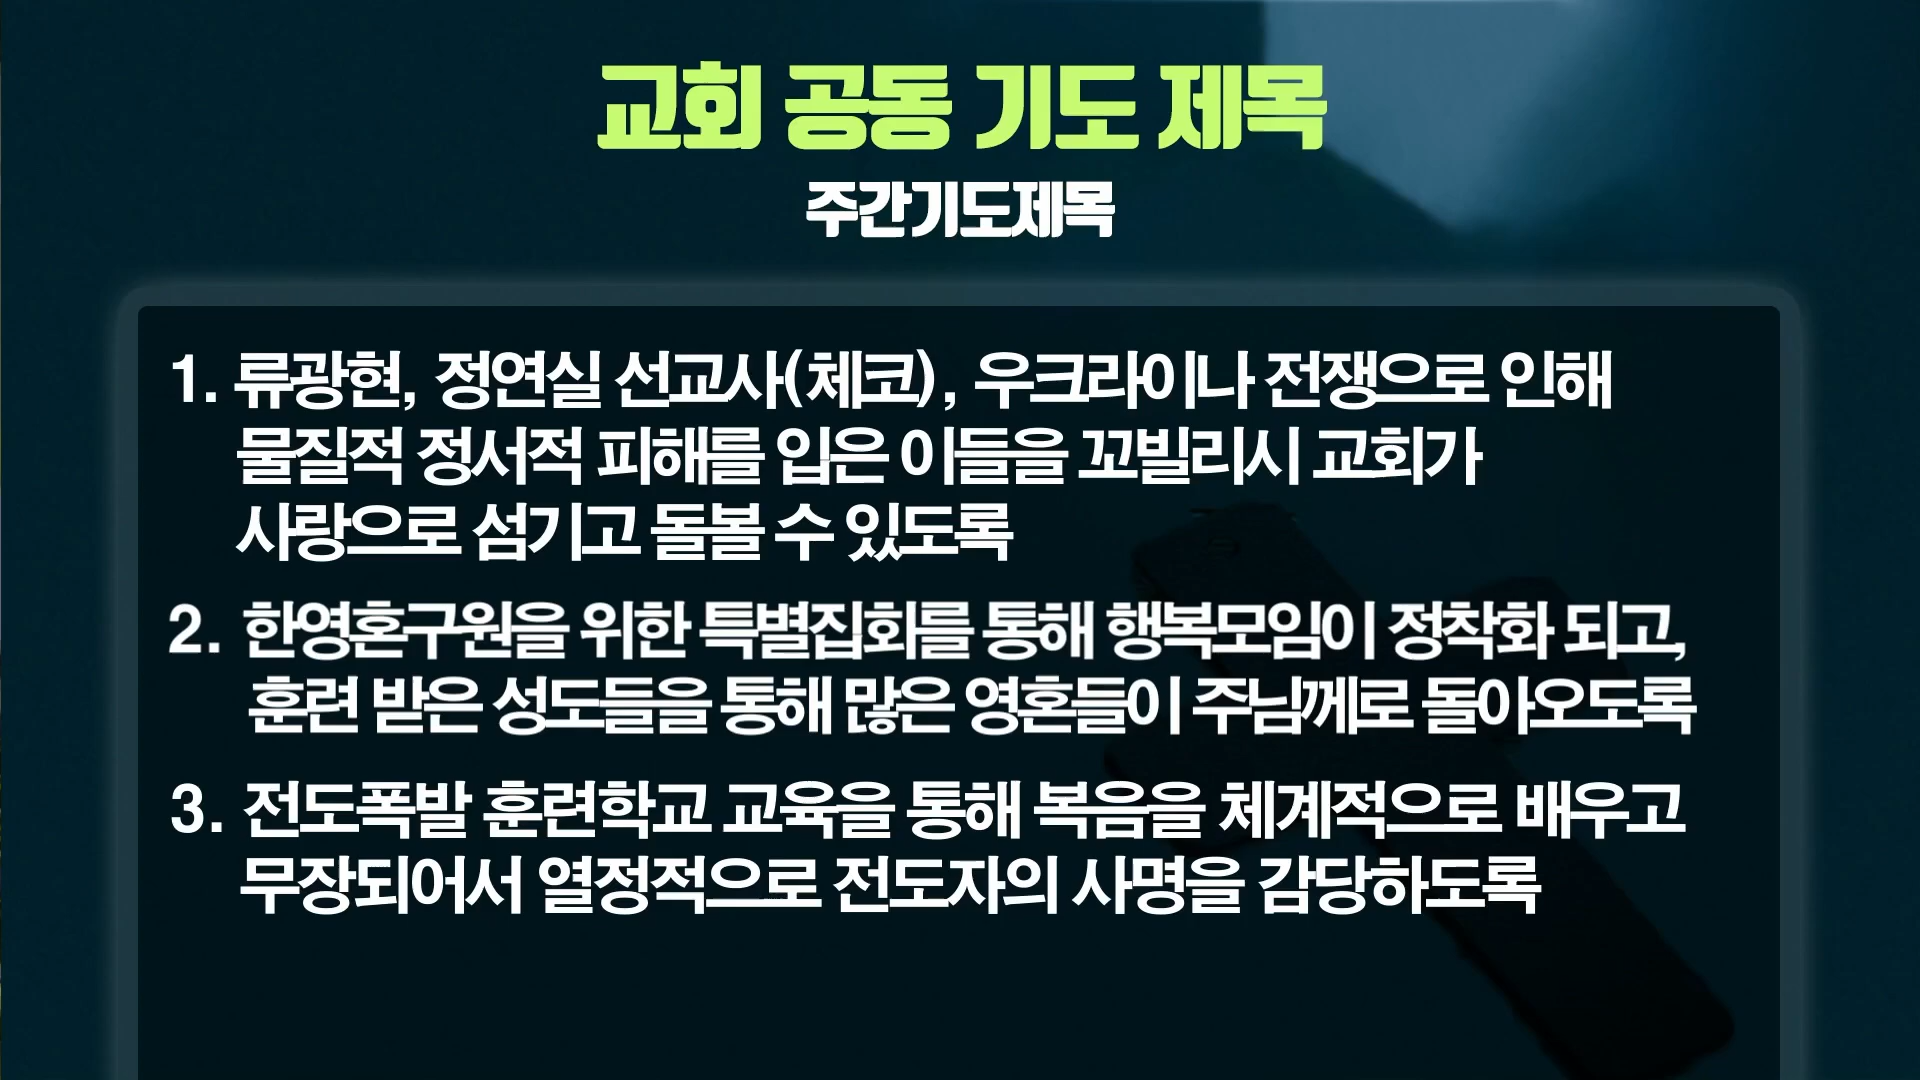 교회 공동 기도 제목
주간기도제목
1. 류광현, 정연실 선교사(체코), 우크라이나 전쟁으로 인해
물질적 정서적 피해를 입은 이들을 꼬빌리시 교회가
사랑으로 섬기고 돌볼 수 있도록
2. 한영혼구원을 위한 특별집회를 통해 행복모임이 정착화 되고,
훈련 받은 성도들을 통해 많은 영혼들이 주님께로 돌아오도록
3. 전도폭발 훈련학교 교육을 통해 복음을 체계적으로 배우고
무장되어서 열정적으로 전도자의 사명을 감당하도록